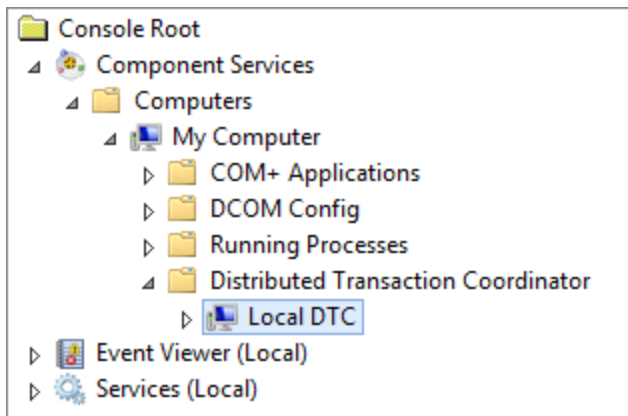 Console Root
Component Services
Computers
My Computer
COM+ Applications
DCOM Config
Running Processes
Distributed Transaction Coordinator
Local DTC
Event Viewer (Local)
Services (Local)